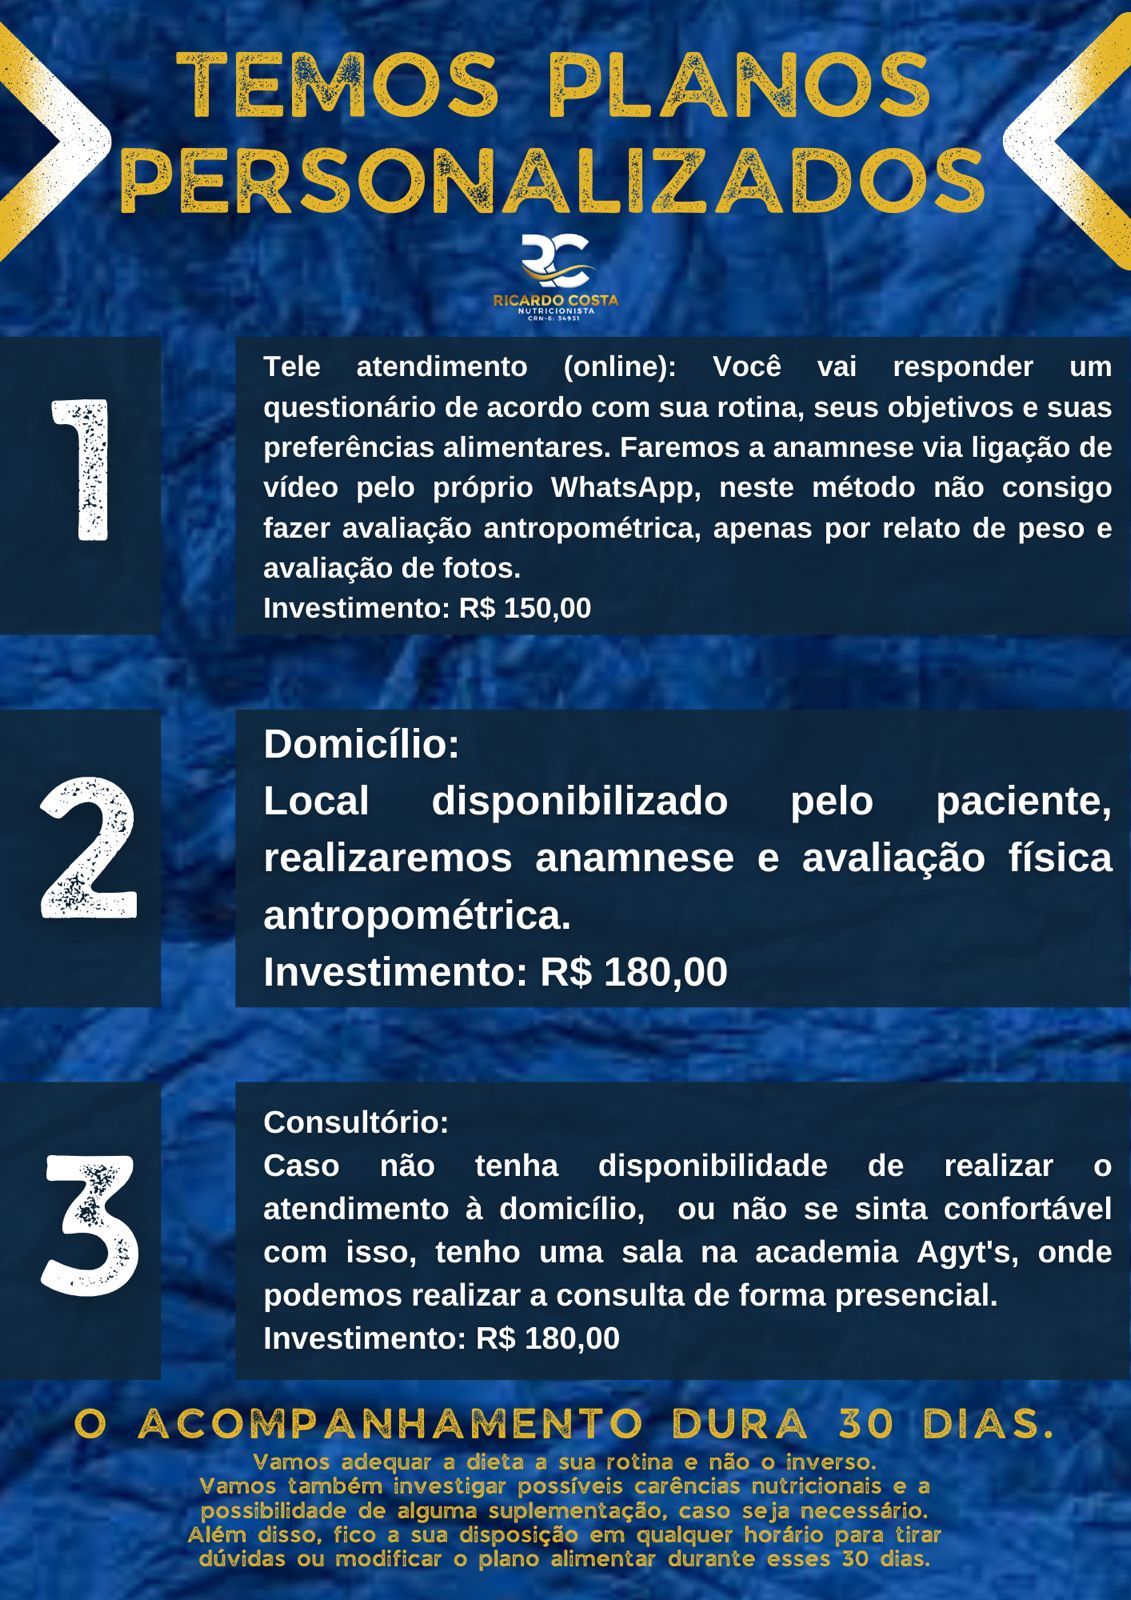 TEMOS PLANOS
PERSONALIZADOS
RC
RICARDO COSTA
NUTRICIONISTA
CRN-6: 34951
1
Tele atendimento (online): Você vai responder um
questionário de acordo com sua rotina, seus objetivos e suas
preferências alimentares. Faremos a anamnese via ligação de
vídeo pelo próprio WhatsApp, neste método não consigo
fazer avaliação antropométrica, apenas por relato de peso e
avaliação de fotos.
Investimento: R$ 150,00
2
Domicílio:
Local disponibilizado pelo paciente,
realizaremos anamnese e avaliação física
antropométrica.
Investimento: R$ 180,00
3
Consultório:
Caso não tenha disponibilidade de realizar o
atendimento à domicílio, ou não se sinta confortável
com isso, tenho uma sala na academia Agyt's, onde
podemos realizar a consulta de forma presencial.
Investimento: R$ 180,00
O ACOMPANHAMENTO DURA 30 DIAS.
Vamos adequar a dieta a sua rotina e não o inverso.
Vamos também investigar possíveis carências nutricionais e a
possibilidade de alguma suplementação, caso seja necessário.
Além disso, fico a sua disposição em qualquer horário para tirar
dúvidas ou modificar o plano alimentar durante esses 30 dias.